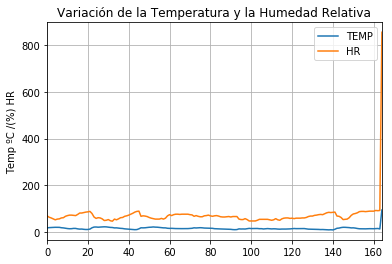 Variación de la Temperatura y la Humedad Relativa
TEMP
HR
Temp ºC /(%) HR
800
600
400
200
0
0 20 40 60 80 100 120 140 160